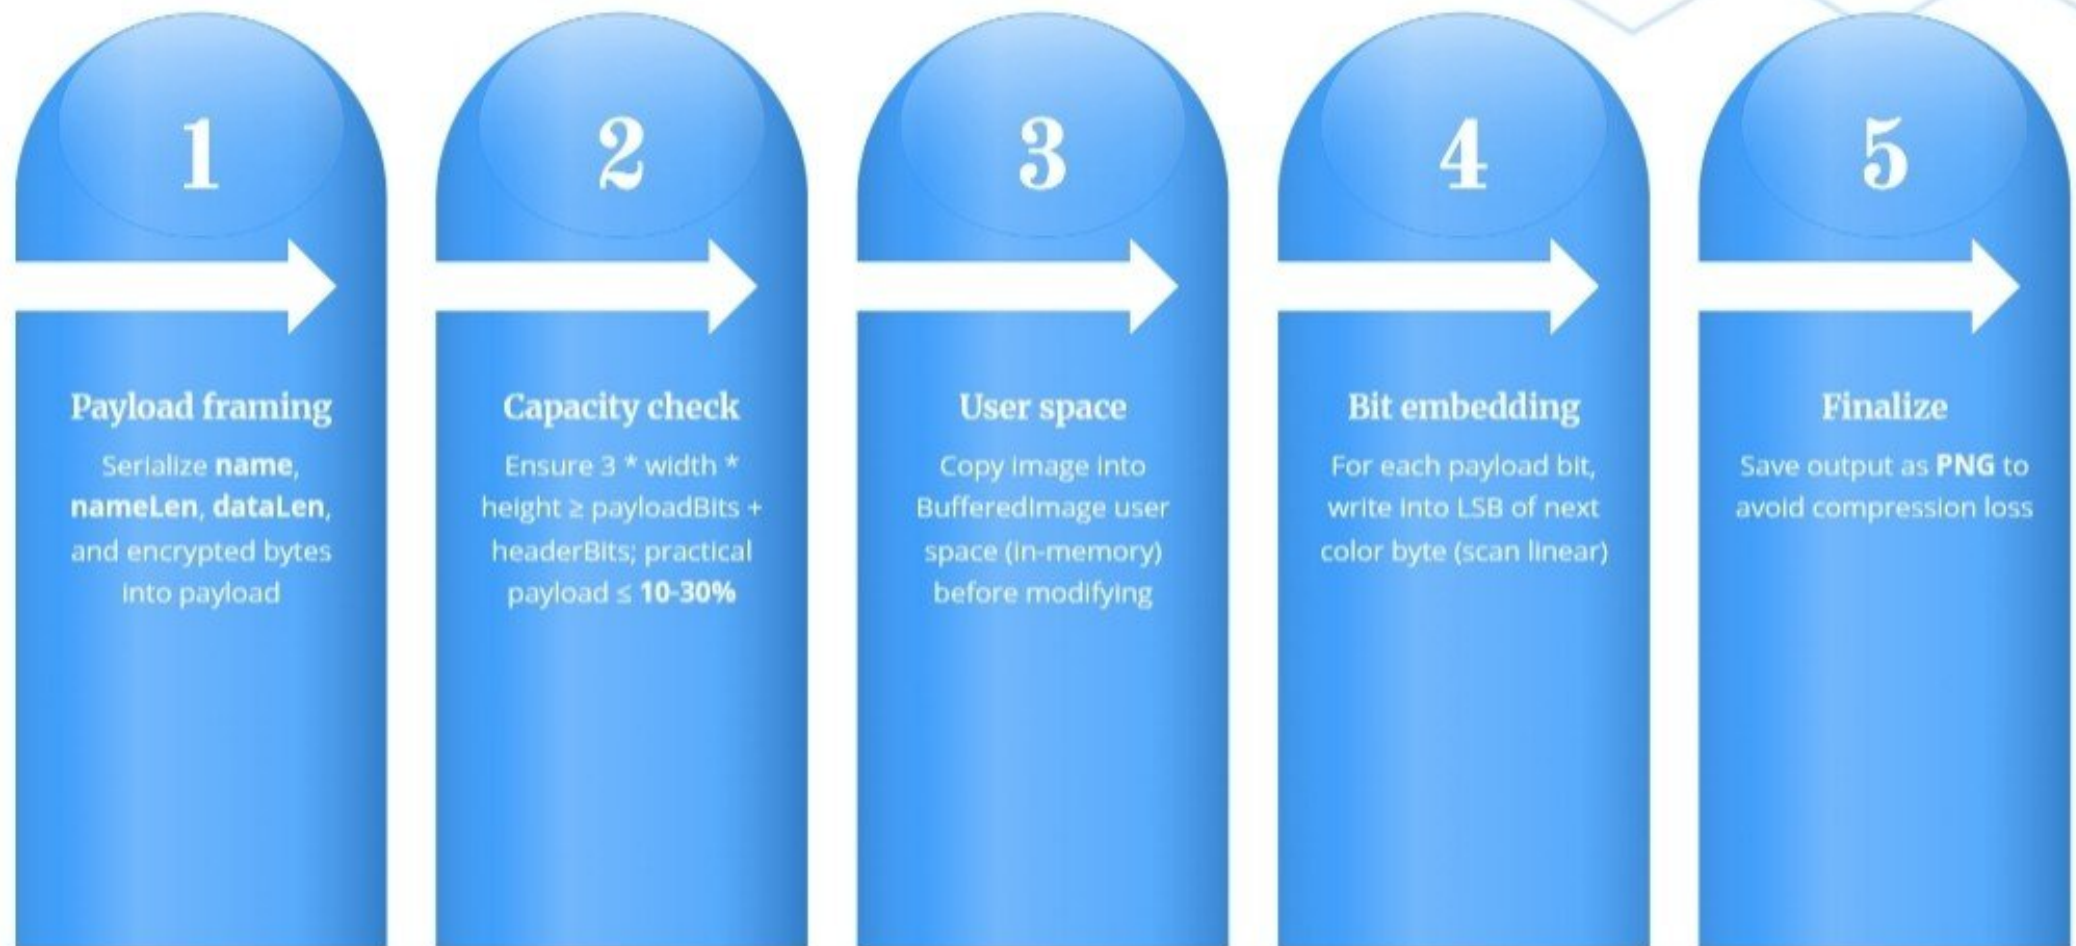 1
Payload framing
Serialize name,
nameLen, dataLen,
and encrypted bytes
into payload
2
Capacity check
Ensure 3 * width *
height ≥ payloadBits +
headerBits; practical
payload ≤ 10-30%
3
User space
Copy image into
BufferedImage user
space (in-memory)
before modifying
4
Bit embedding
For each payload bit,
write into LSB of next
color byte (scan linear)
5
Finalize
Save output as PNG to
avoid compression loss